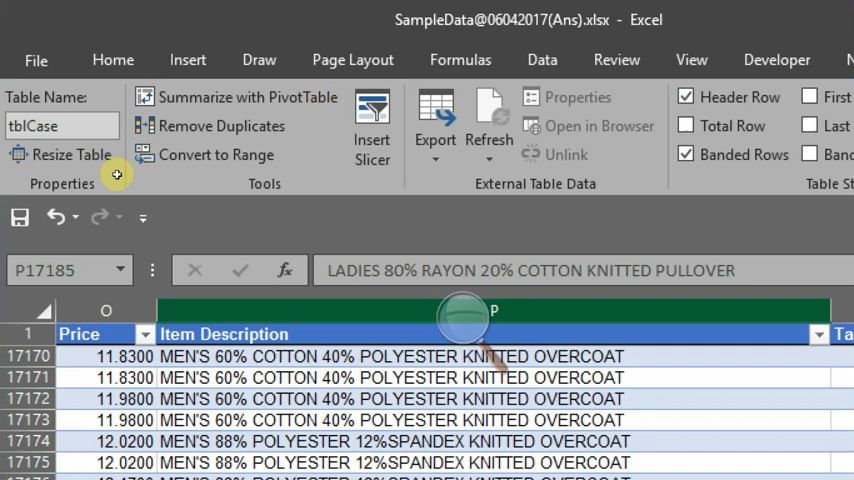 SampleData@06042017(Ans).xlsx - Excel
File Home Insert Draw Page Layout Formulas Data Review View Developer
Table Name:
tblCase
Resize Table
Properties
Summarize with PivotTable
Remove Duplicates
Convert to Range
Tools
Insert
Slicer
Export Refresh
Properties
Open in Browser
Unlink
External Table Data
Header Row First
Total Row Last
Banded Rows
Table St
P17185 fx LADIES 80% RAYON 20% COTTON KNITTED PULLOVER
O P
1 Price Item Description Ta
17170 11.8300 MEN'S 60% COTTON 40% POLYESTER KNITTED OVERCOAT
17171 11.8300 MEN'S 60% COTTON 40% POLYESTER KNITTED OVERCOAT
17172 11.9800 MEN'S 60% COTTON 40% POLYESTER KNITTED OVERCOAT
17173 11.9800 MEN'S 60% COTTON 40% POLYESTER KNITTED OVERCOAT
17174 12.0200 MEN'S 88% POLYESTER 12%SPANDEX KNITTED OVERCOAT
17175 12.0200 MEN'S 88% POLYESTER 12%SPANDEX KNITTED OVERCOAT